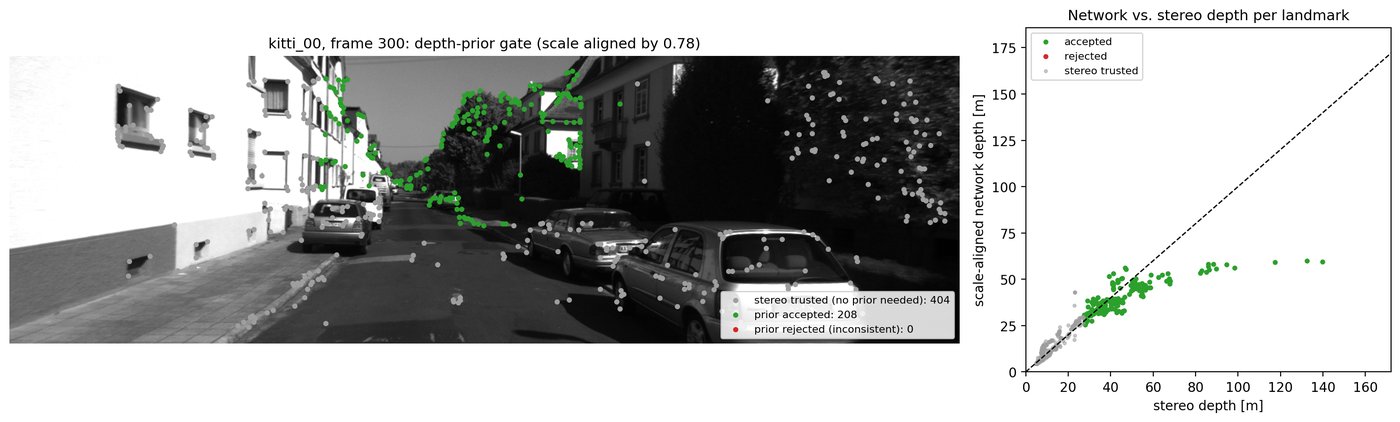 kitti_00, frame 300: depth-prior gate (scale aligned by 0.78)
stereo trusted (no prior needed): 404
prior accepted: 208
prior rejected (inconsistent): 0
Network vs. stereo depth per landmark
accepted
rejected
stereo trusted
175
150
125
100
75
50
25
0
scale-aligned network depth [m]
0 20 40 60 80 100 120 140 160
stereo depth [m]